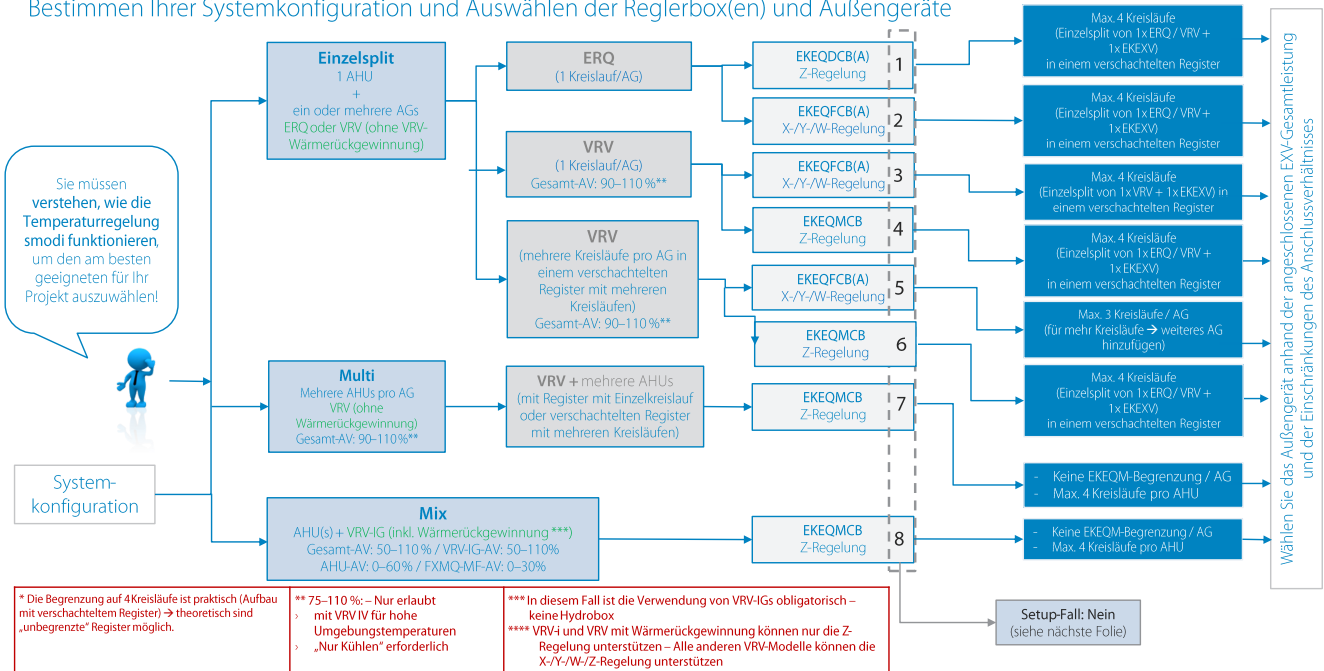 Bestimmen Ihrer Systemkonfiguration und Auswählen der Reglerbox(en) und Außengeräte
Sie müssen
verstehen, wie die
Temperaturregelung
smodi funktionieren,
um den am besten
geeigneten für Ihr
Projekt auszuwählen!
System-
konfiguration
Einzelsplit
1 AHU
+
ein oder mehrere AGs
ERQ oder VRV (ohne VRV-
Wärmerückgewinnung)
Multi
Mehrere AHUs pro AG
VRV (ohne
Wärmerückgewinnung)
Gesamt-AV: 90–110 %**
Mix
AHU(s) + VRV-IG (inkl. Wärmerückgewinnung ***)
Gesamt-AV: 50–110 % / VRV-IG-AV: 50–110%
AHU-AV: 0–60% / FXMQ-MF-AV: 0–30%
ERQ
(1 Kreislauf/AG)
VRV
(1 Kreislauf/AG)
Gesamt-AV: 90–110 %**
VRV
(mehrere Kreisläufe pro AG in
einem verschachtelten
Register mit mehreren
Kreisläufen)
Gesamt-AV: 90–110 %**
VRV + mehrere AHUs
(mit Register mit Einzelkreislauf
oder verschachtelten Register
mit mehreren Kreisläufen)
EKEQDCB(A)
Z-Regelung
1
EKEQFCB(A)
X-/Y-/W-Regelung
2
EKEQFCB(A)
X-/Y-/W-Regelung
3
EKEQMCB
Z-Regelung
4
EKEQFCB(A)
X-/Y-/W-Regelung
5
EKEQMCB
Z-Regelung
6
EKEQMCB
Z-Regelung
7
EKEQMCB
Z-Regelung
8
Max. 4 Kreisläufe
(Einzelsplit von 1x ERQ / VRV +
1x EKEXV)
in einem verschachtelten Register
Max. 4 Kreisläufe
(Einzelsplit von 1x ERQ / VRV +
1x EKEXV)
in einem verschachtelten Register
Max. 4 Kreisläufe
(Einzelsplit von 1x VRV + 1x EKEXV) in
einem verschachtelten Register
Max. 4 Kreisläufe
(Einzelsplit von 1x ERQ / VRV +
1x EKEXV)
in einem verschachtelten Register
Max. 3 Kreisläufe / AG
(für mehr Kreisläufe → weiteres AG
hinzufügen)
Max. 4 Kreisläufe
(Einzelsplit von 1x ERQ/ VRV +
1x EKEXV)
in einem verschachtelten Register
- Keine EKEQM-Begrenzung / AG
- Max. 4 Kreisläufe pro AHU
- Keine EKEQM-Begrenzung / AG
- Max. 4 Kreisläufe pro AHU
Wählen Sie das Außengerät anhand der angeschlossenen EXV-Gesamtleistung
und der Einschränkungen des Anschlussverhältnisses
Setup-Fall: Nein
(siehe nächste Folie)
* Die Begrenzung auf 4 Kreisläufe ist praktisch (Aufbau
mit verschachteltem Register) → theoretisch sind
„unbegrenzte" Register möglich.
** 75–110 %: – Nur erlaubt
› mit VRV IV für hohe
Umgebungstemperaturen
› „Nur Kühlen" erforderlich
*** In diesem Fall ist die Verwendung von VRV-IGs obligatorisch –
keine Hydrobox
**** VRV-i und VRV mit Wärmerückgewinnung können nur die Z-
Regelung unterstützen – Alle anderen VRV-Modelle können die
X-/Y-/W-/Z-Regelung unterstützen